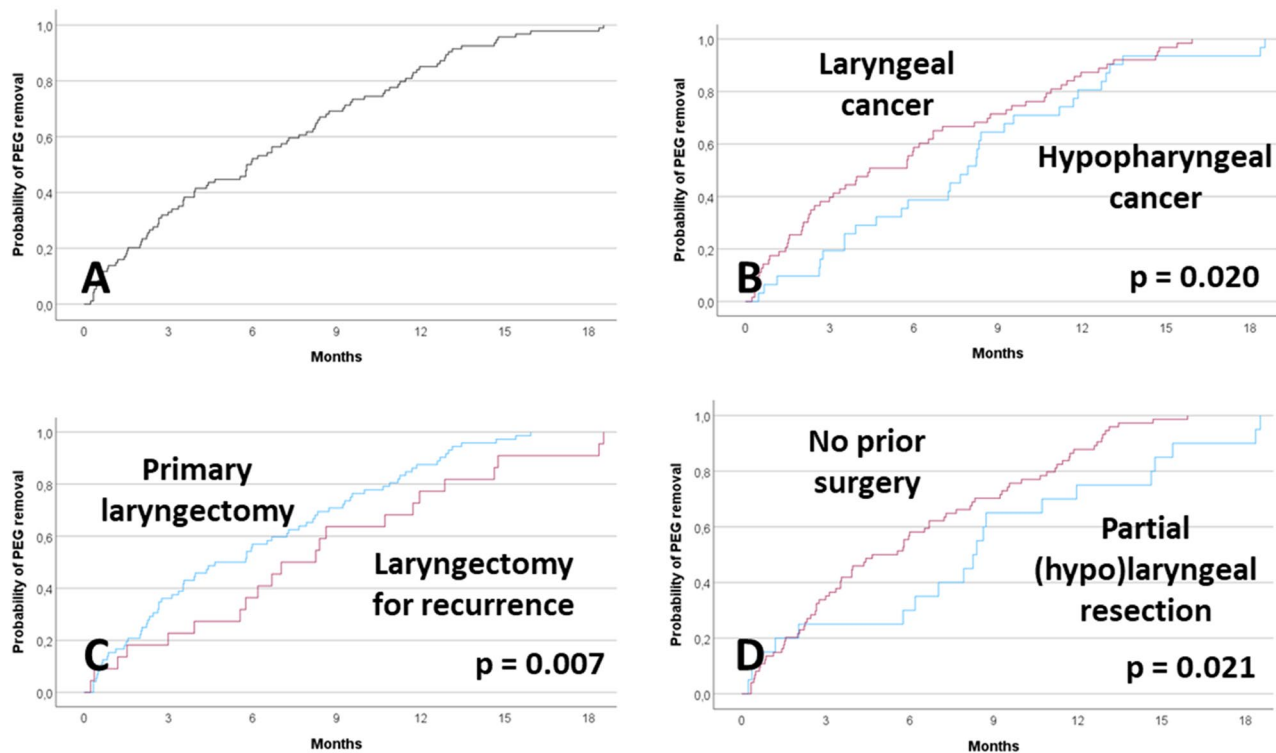 Probability of PEG removal
1,0
0,8
0,6
0,4
0,2
0,0
A
0 3 6 9 12 15 18
Months
Probability of PEG removal
1,0
0,8
0,6
0,4
0,2
0,0
Laryngeal
cancer
Hypopharyngeal
cancer
B
p = 0.020
0 3 6 9 12 15 18
Months
Probability of PEG removal
1,0
0,8
0,6
0,4
0,2
0,0
Primary
laryngectomy
Laryngectomy
for recurrence
C
p = 0.007
0 3 6 9 12 15 18
Months
Probability of PEG removal
1,0
0,8
0,6
0,4
0,2
0,0
No prior
surgery
Partial
(hypo)laryngeal
resection
D
p = 0.021
0 3 6 9 12 15 18
Months